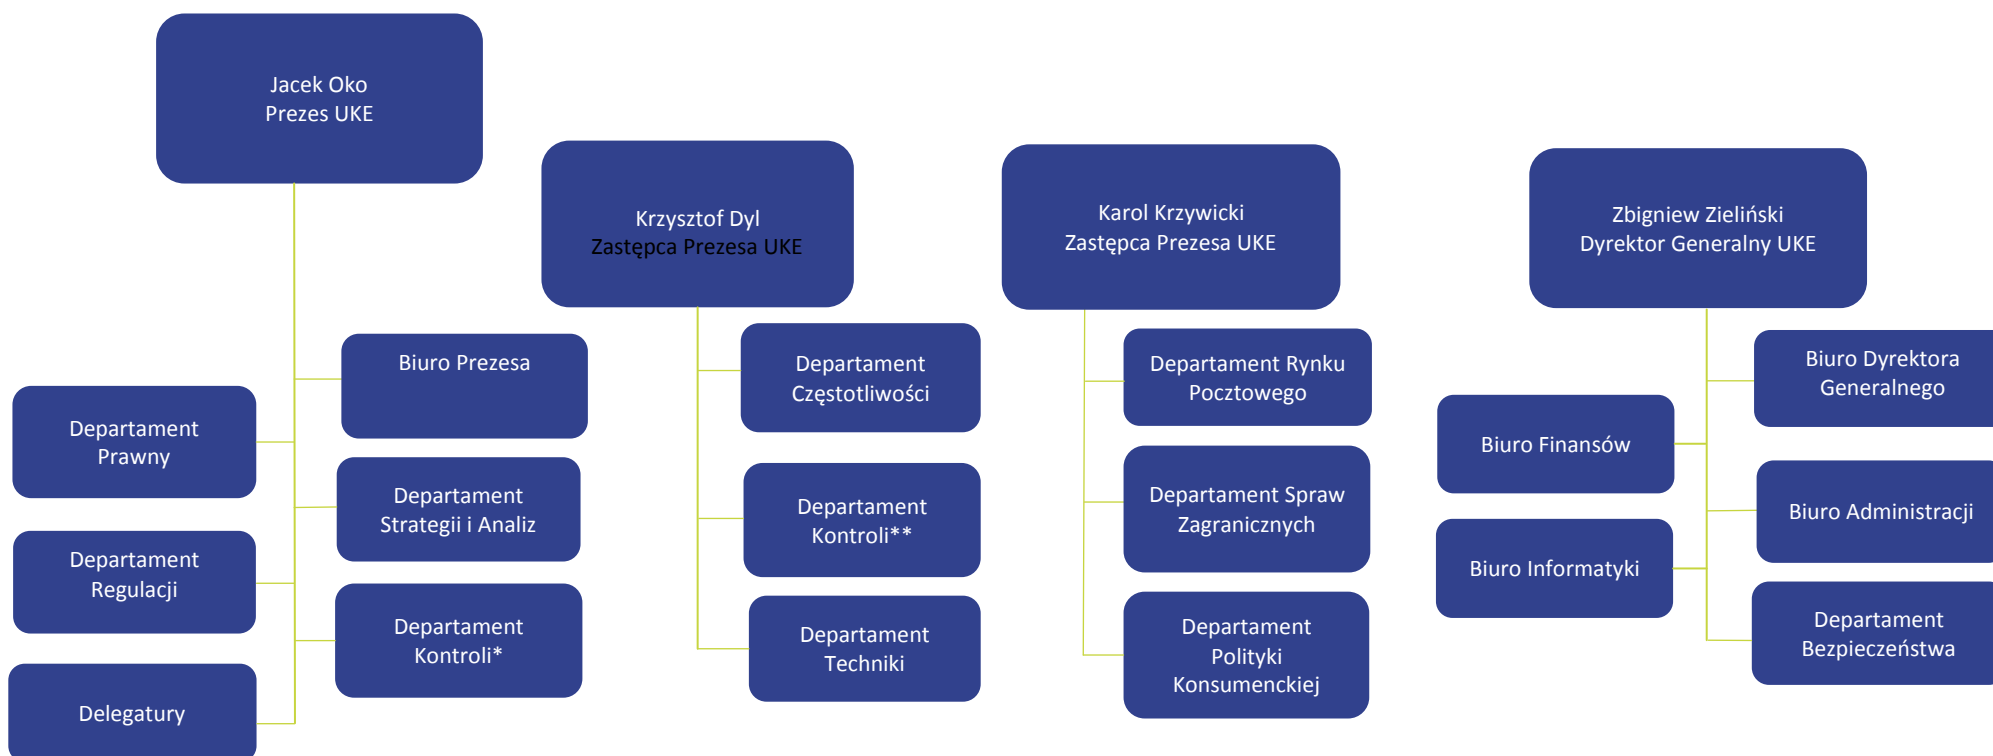 Jacek Oko
Prezes UKE
Krzysztof Dyl
Zastępca Prezesa UKE
Karol Krzywicki
Zastępca Prezesa UKE
Zbigniew Zieliński
Dyrektor Generalny UKE
Biuro Prezesa
Departament
Prawny
Departament
Strategii i Analiz
Departament
Regulacji
Departament
Kontroli*
Delegatury
Departament
Częstotliwości
Departament
Kontroli**
Departament
Techniki
Departament Rynku
Pocztowego
Departament Spraw
Zagranicznych
Departament
Polityki
Konsumenckiej
Biuro Dyrektora
Generalnego
Biuro Finansów
Biuro Administracji
Biuro Informatyki
Departament
Bezpieczeństwa